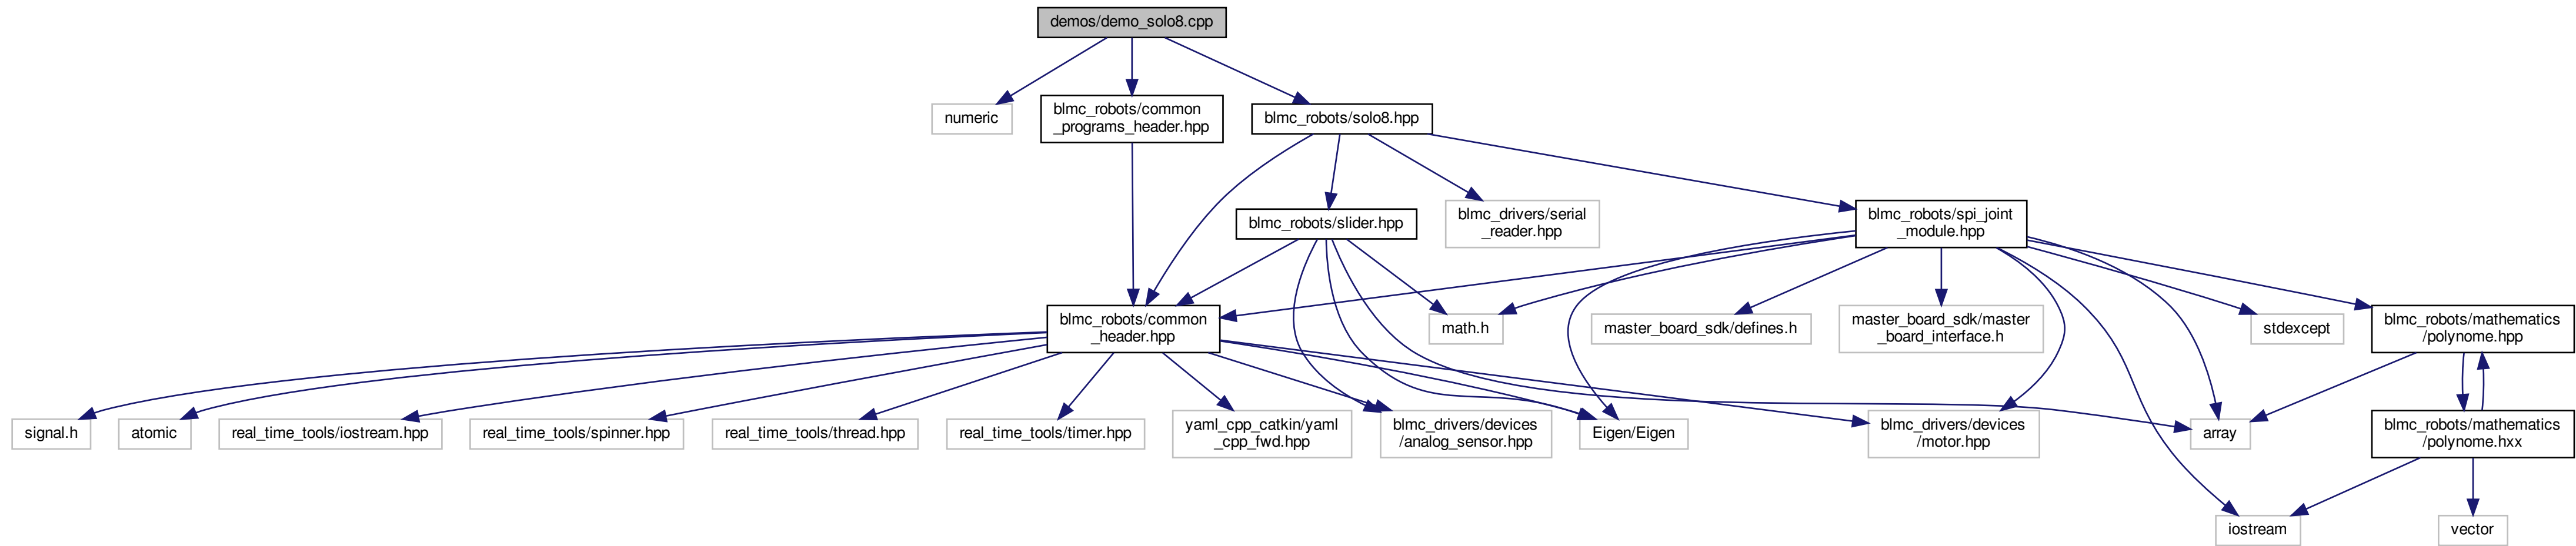 demos/demo_solo8.cpp
numeric
blmc_robots/common
_programs_header.hpp
blmc_robots/solo8.hpp
blmc_robots/slider.hpp
blmc_drivers/serial
_reader.hpp
blmc_robots/spi_joint
_module.hpp
blmc_robots/common
_header.hpp
math.h
master_board_sdk/defines.h
master_board_sdk/master
_board_interface.h
stdexcept
blmc_robots/mathematics
/polynome.hpp
signal.h
atomic
real_time_tools/iostream.hpp
real_time_tools/spinner.hpp
real_time_tools/thread.hpp
real_time_tools/timer.hpp
yaml_cpp_catkin/yaml
_cpp_fwd.hpp
blmc_drivers/devices
/analog_sensor.hpp
Eigen/Eigen
blmc_drivers/devices
/motor.hpp
array
blmc_robots/mathematics
/polynome.hxx
iostream
vector